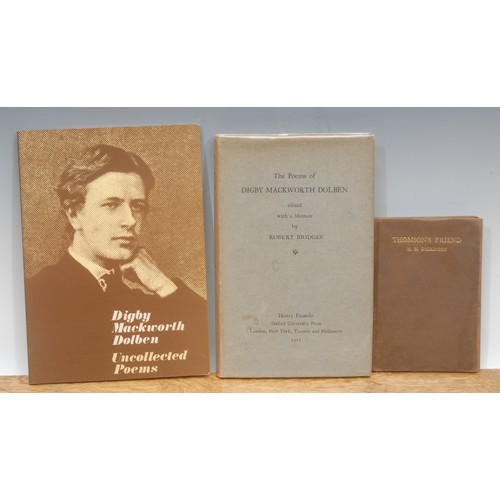 Digby
Mackworth
Dolben
Uncollected
Poems
The Poems of
DIGBY MACKWORTH DOLBEN
edited
with a Memoir
by
ROBERT BRIDGES
Henry Frowde
Oxford University Press
London, New York, Toronto and Melbourne
1911
THOMSON'S FRIEND